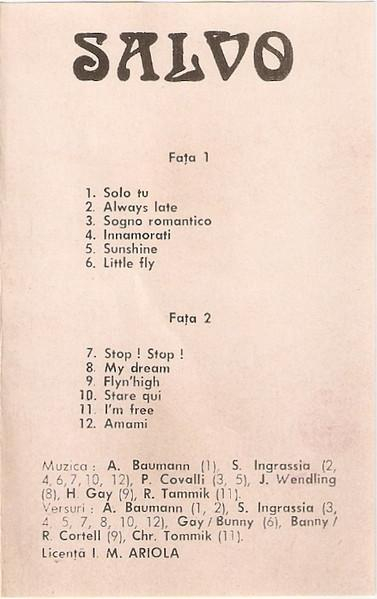 SALVO
Fața 1
1. Solo tu
2. Always late
3. Sogno romantico
4. Innamorati
5. Sunshine
6. Little fly
Fața 2
7. Stop ! Stop !
8. My dream
9. Flyn'high
10. Stare qui
11. I'm free
12. Amami
Muzica : A. Baumann (1), S. Ingrassia (2,
4, 6, 7, 10, 12), P. Covalli (3, 5), J. Wendling
(8), H. Gay (9), R. Tammik (11).
Versuri : A. Baumann (1, 2), S. Ingrassia (3,
4, 5, 7, 8, 10, 12), Gay / Bunny (6), Banny /
R. Cortell (9), Chr. Tommik (11).
Licență I. M. ARIOLA